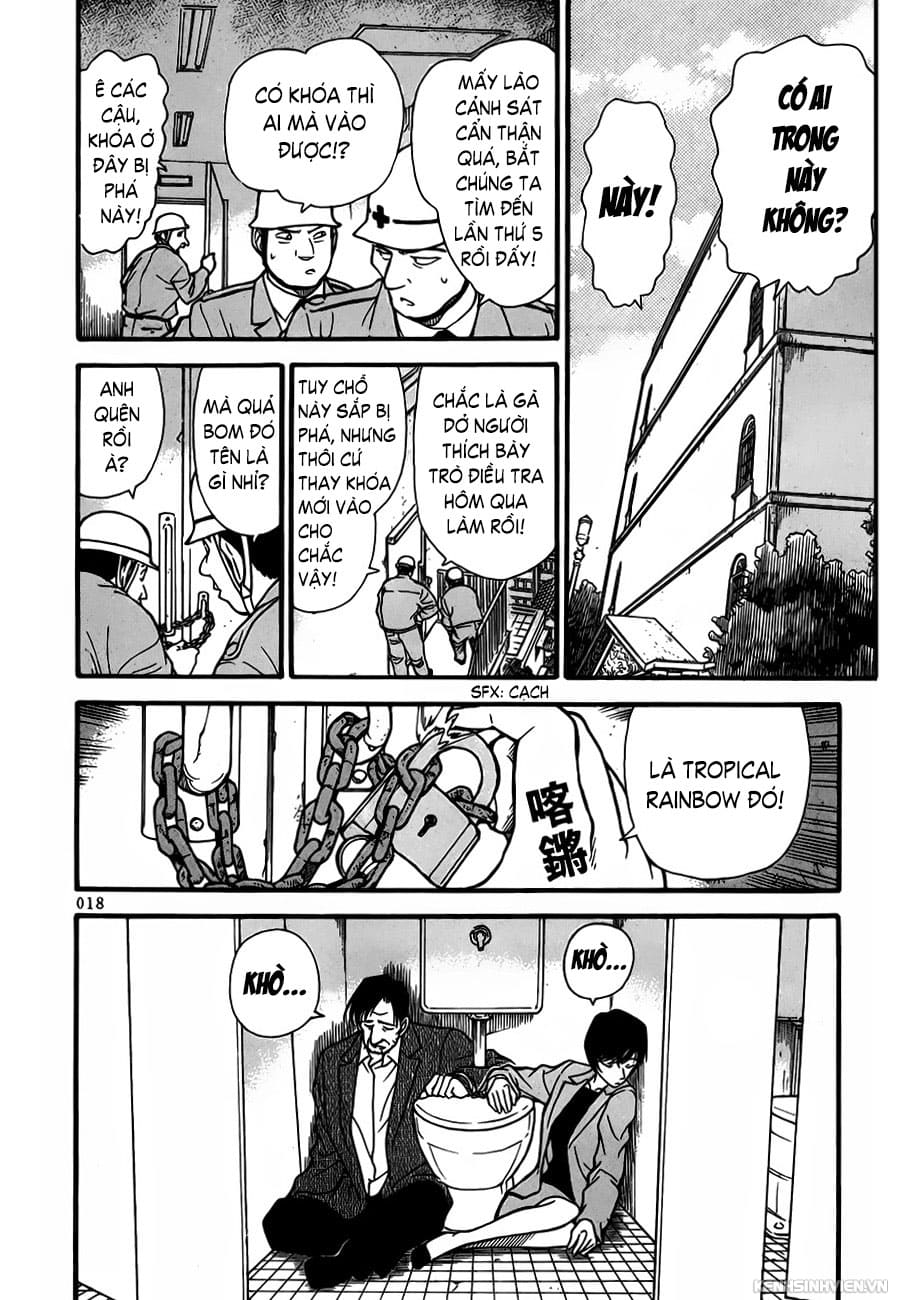 CÓ AI
TRONG
NÀY
KHÔNG?
NÀY!
MẤY LÃO
CẢNH SÁT
CẨN THẬN
QUÁ, BẮT
CHÚNG TA
TÌM ĐẾN
LẦN THỨ 5
RỒI ĐẤY!
CÓ KHÓA THÌ
AI MÀ VÀO
ĐƯỢC!?
Ê CÁC
CẬU,
KHÓA Ở
ĐÂY BỊ
PHÁ NÀY!
CHẮC LÀ GÃ
DỞ NGƯỜI
THÍCH BÀY
TRÒ ĐIỀU TRA
HÔM QUA
LÀM RỒI!
TUY CHỖ
NÀY SẮP BỊ
PHÁ, NHƯNG
THÔI CỨ
THAY KHÓA
MỚI VÀO
CHO
CHẮC
VẬY!
MÀ QUẢ
BOM ĐÓ
TÊN LÀ
GÌ NHỈ?
ANH
QUÊN
RỒI
À?
SFX: CẠCH
LÀ TROPICAL
RAINBOW ĐÓ!
喀
鏘
018
KHÒ...
KHÒ...
KENHSINHVIEN.VN